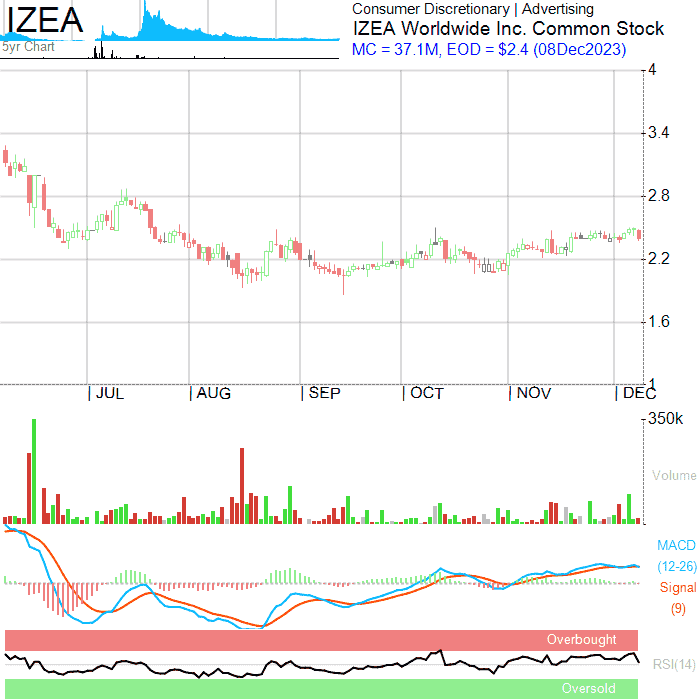 IZEA
5yr Chart
Consumer Discretionary | Advertising
IZEA Worldwide Inc. Common Stock
MC = 37.1M, EOD = $2.4 (08Dec2023)
4
3.4
2.8
2.2
1.6
1
| JUL
| AUG
| SEP
| OCT
| NOV
| DEC
350k
Volume
MACD
(12-26)
Signal
(9)
Overbought
RSI(14)
Oversold